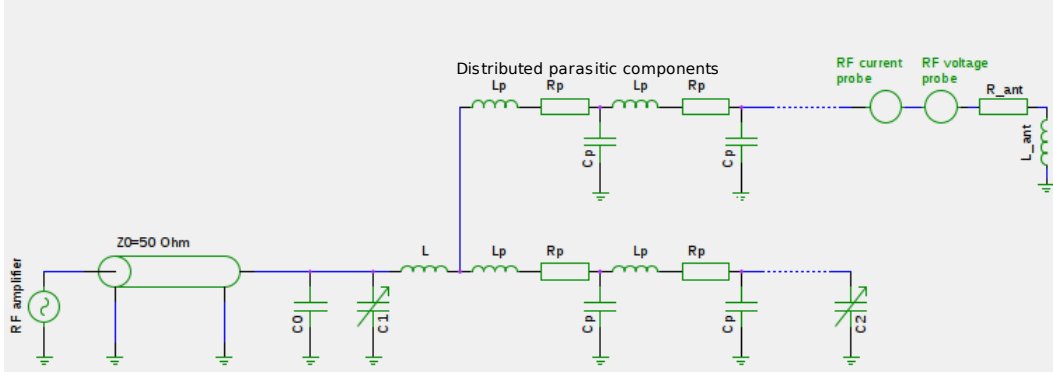 Distributed parasitic components
RF current
probe
RF voltage
probe
Lp
Rp
Lp
Rp
R_ant
Cp
Cp
L_ant
Z0=50 Ohm
L
Lp
Rp
Lp
Rp
RF amplifier
C0
C1
Cp
Cp
C2